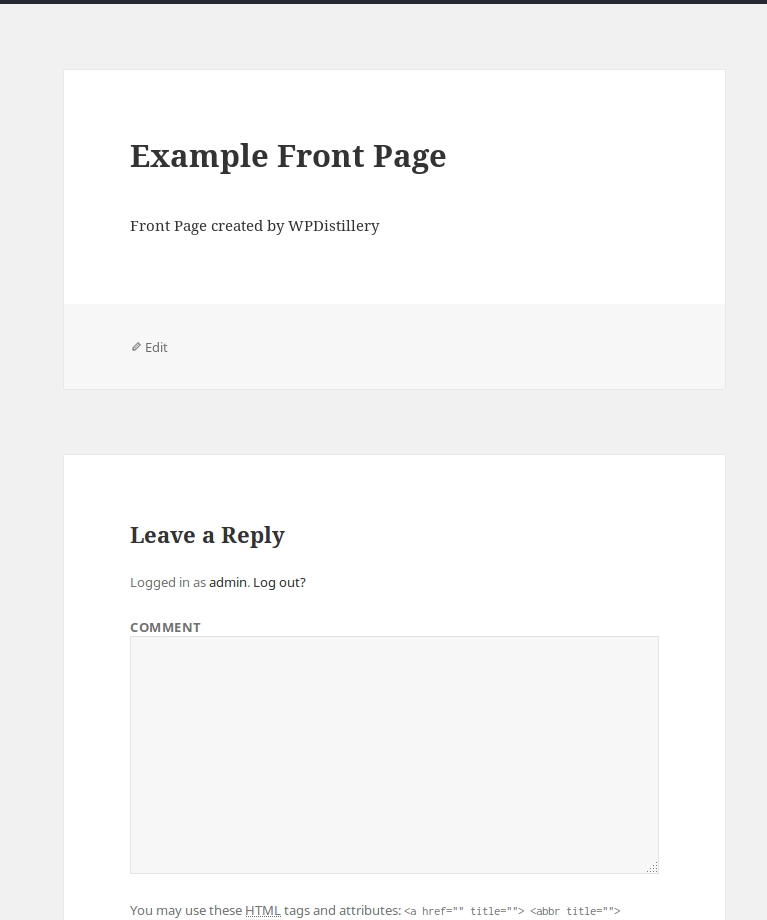 Example Front Page
Front Page created by WPDistillery
Edit
Leave a Reply
Logged in as admin. Log out?
COMMENT
You may use these HTML tags and attributes: <a href="" title=""> <abbr title="">